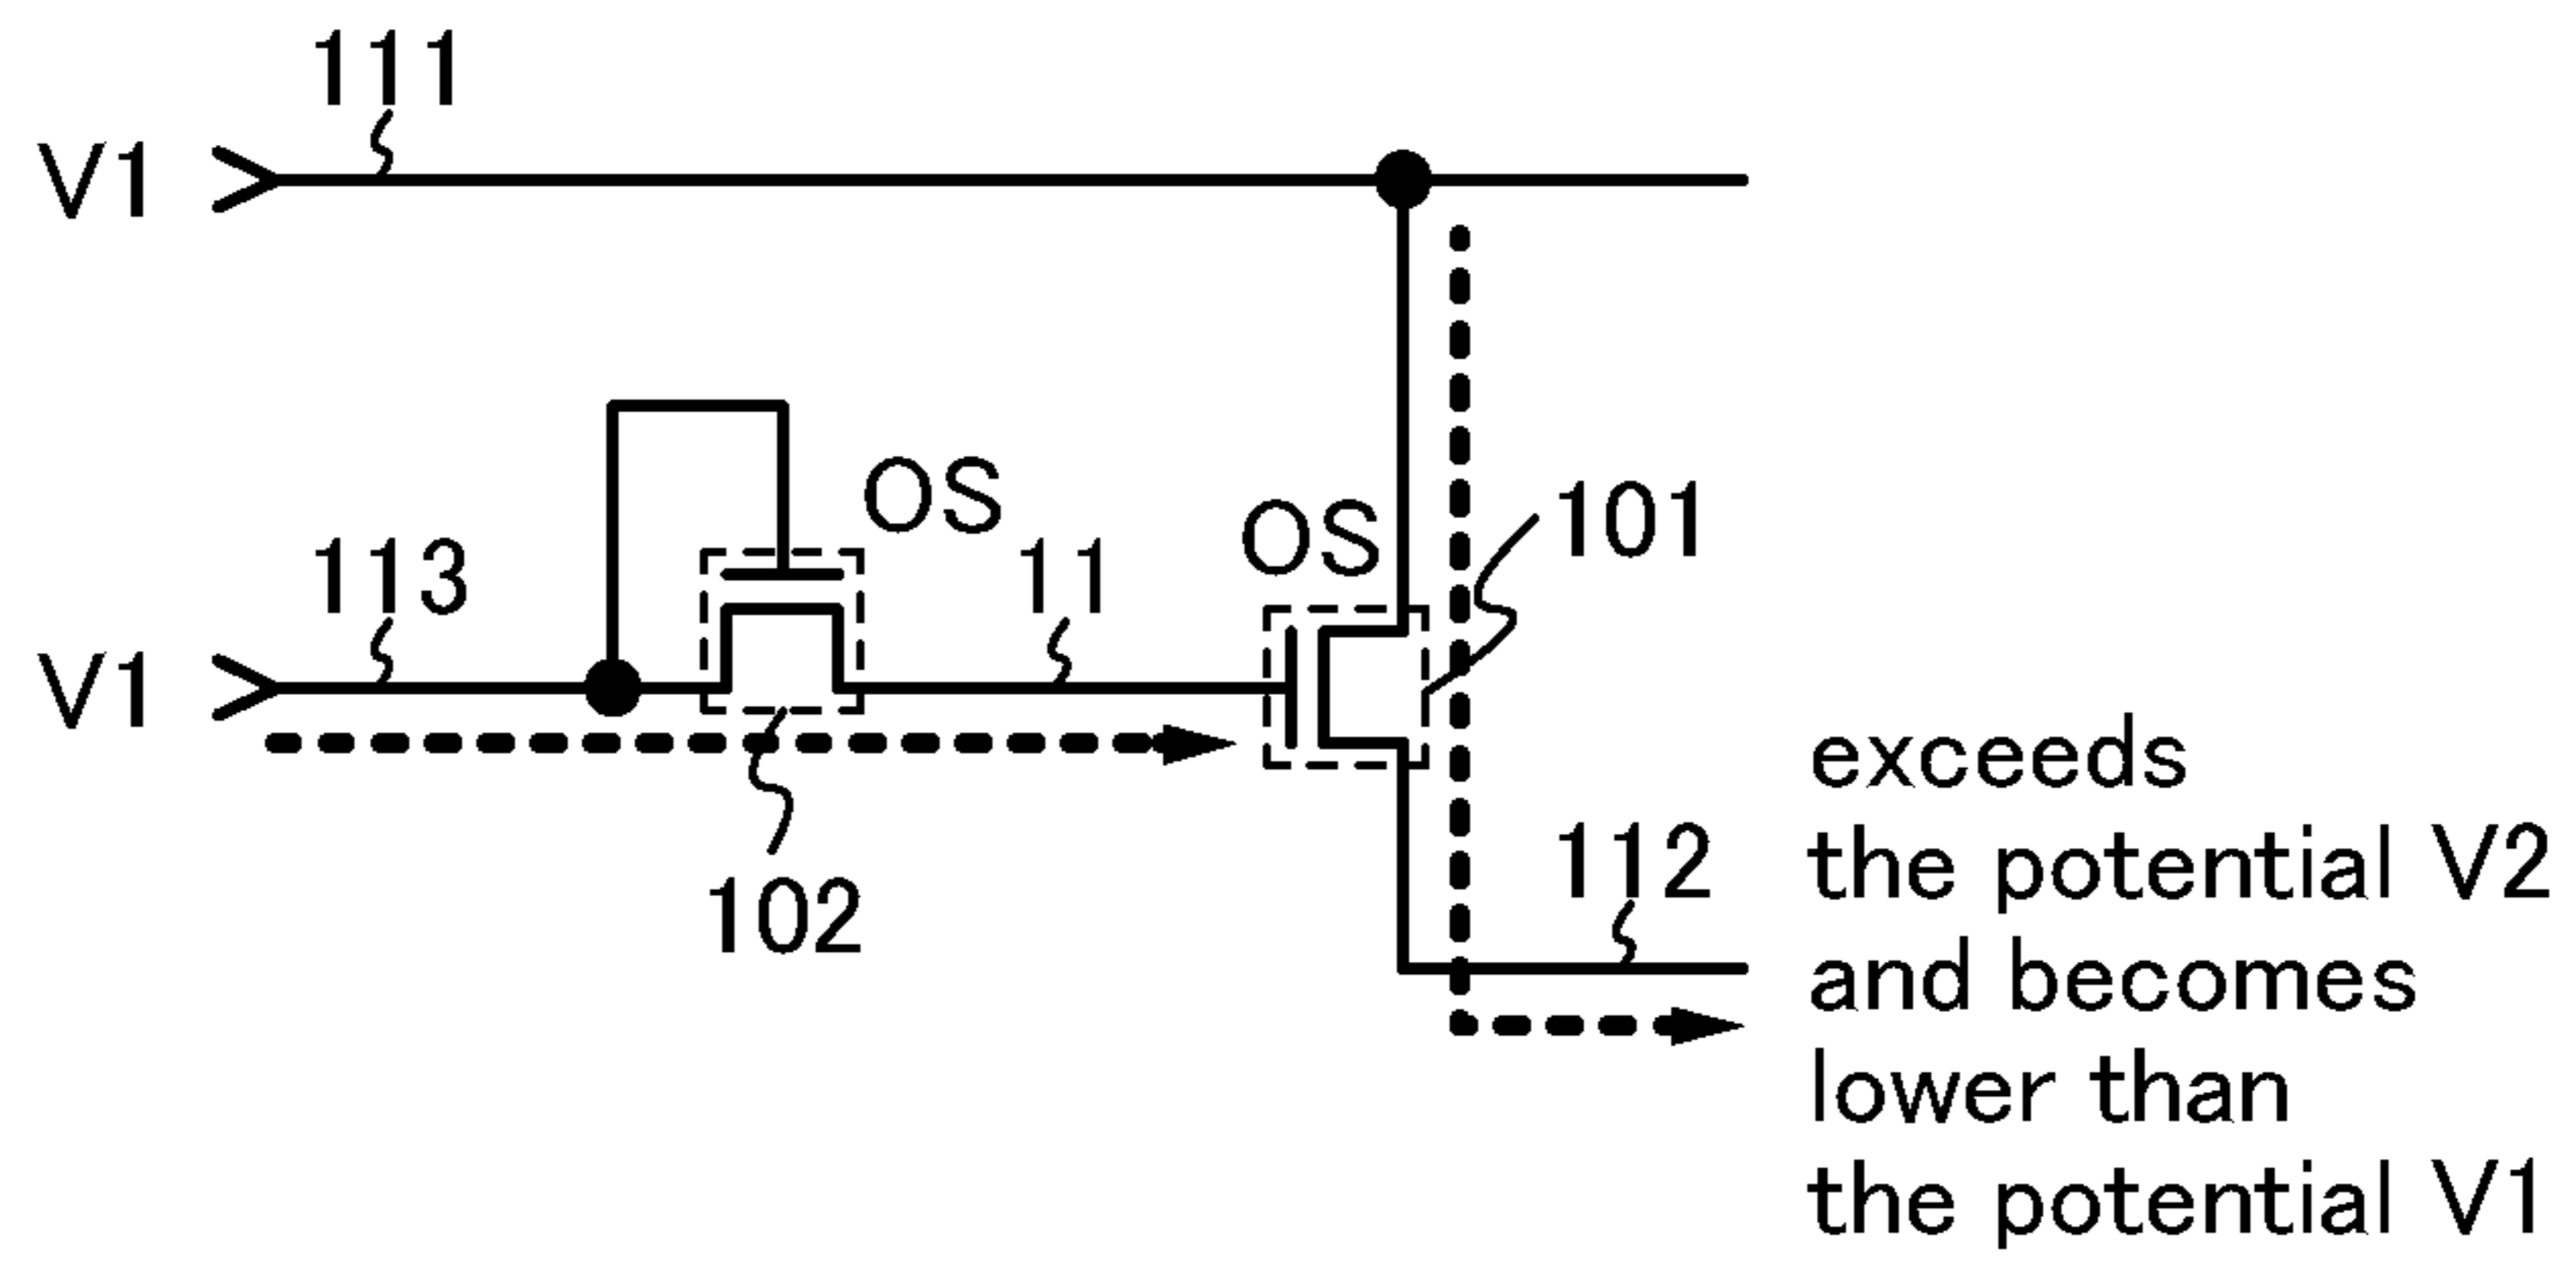 111
V1
OS
OS
101
113
11
V1
102
112
exceeds
the potential V2
and becomes
lower than
the potential V1